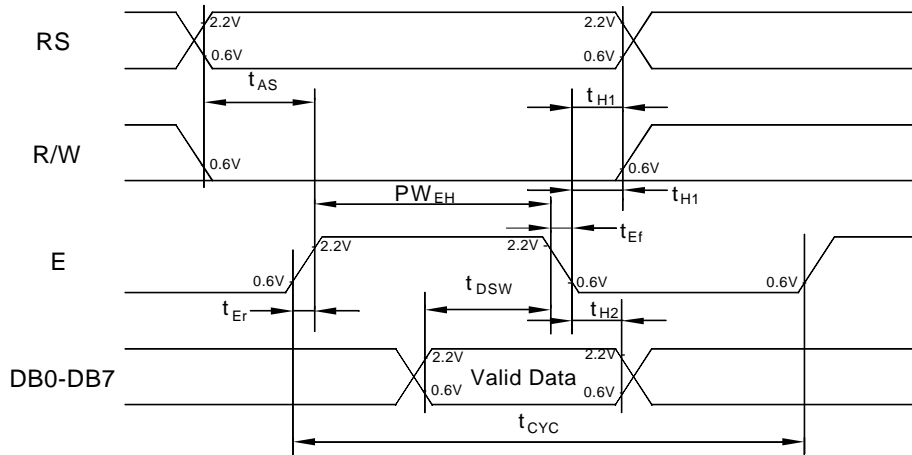 RS
2.2V
2.2V
0.6V
0.6V
tAS
tH1
R/W
0.6V
0.6V
PWEH
tH1
tEf
E
2.2V
2.2V
0.6V
0.6V
0.6V
tDSW
tEr
tH2
DB0-DB7
2.2V
Valid Data
2.2V
0.6V
0.6V
tCYC